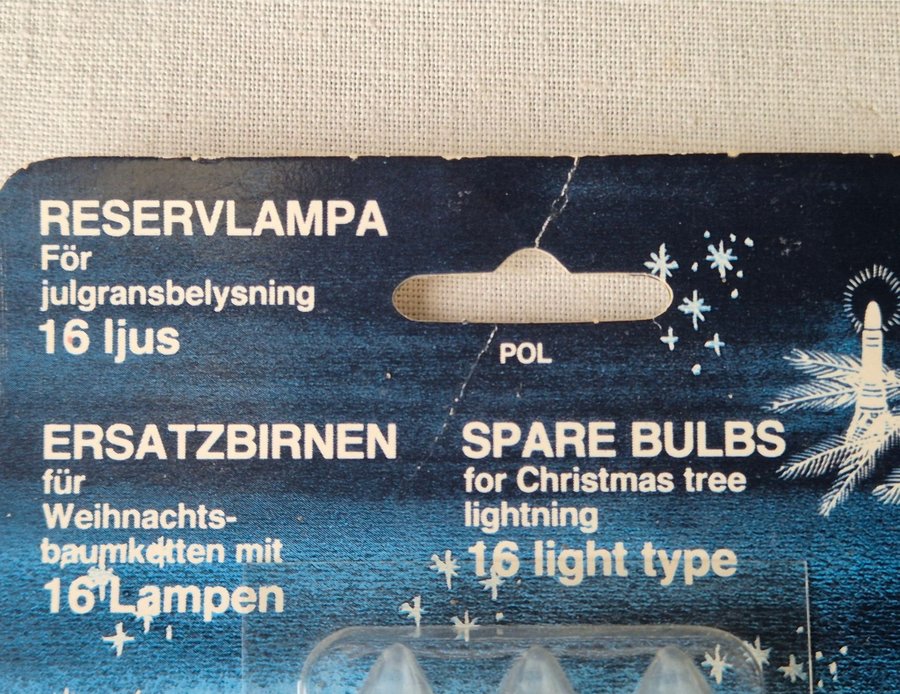 RESERVLAMPA
För
julgransbelysning
16 ljus
POL
ERSATZBIRNEN
für
Weihnachts-
baumketten mit
16 Lampen
SPARE BULBS
for Christmas tree
lightning
16 light type